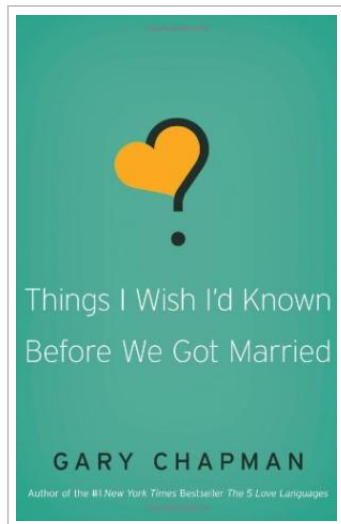 ?
Things I Wish I'd Known
Before We Got Married
GARY CHAPMAN
Author of the #1 New York Times Bestseller The 5 Love Languages